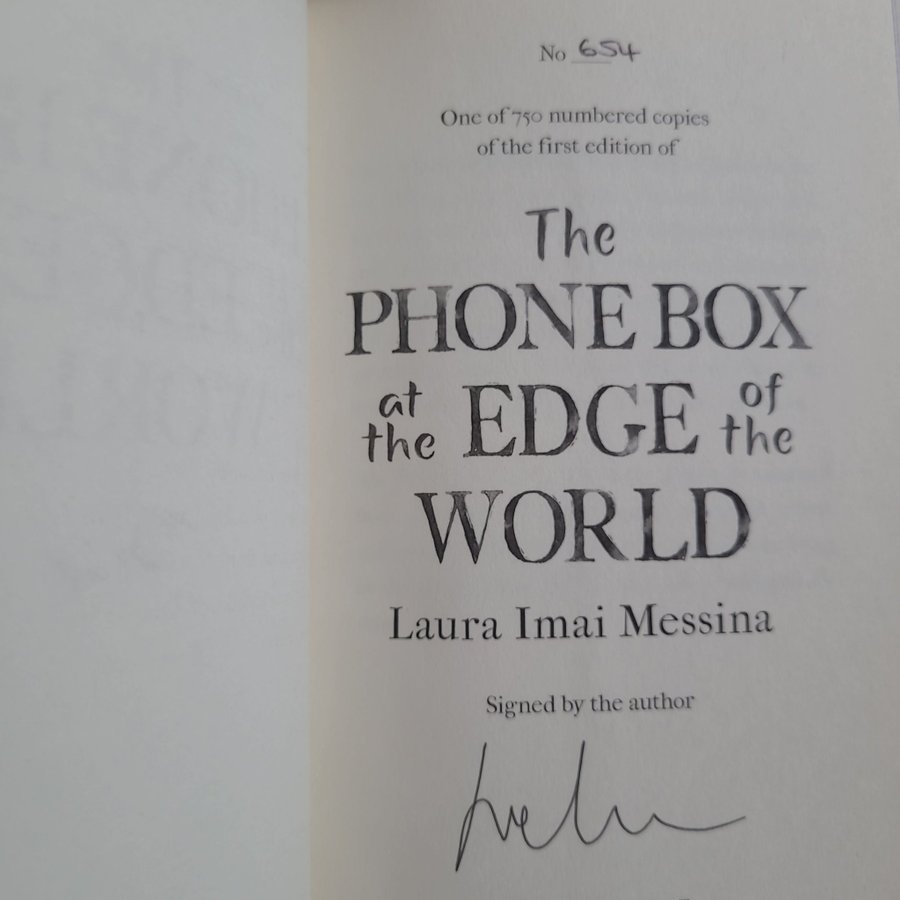 No 654
One of 750 numbered copies
of the first edition of
The
PHONE BOX
at the EDGE of the
WORLD
Laura Imai Messina
Signed by the author